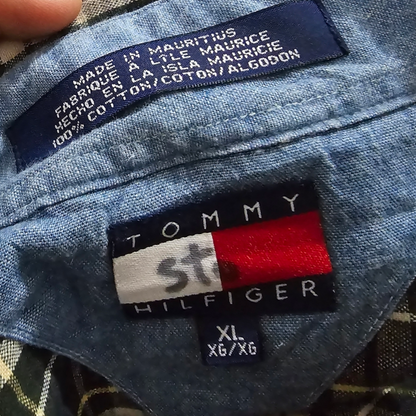 MADE IN MAURITIUS
FABRIQUE A L'ILE MAURICE
HECHO EN LA ISLA MAURICIE
100% COTTON/COTON/ALGODON
TOMMY
HILFIGER
XL
XG/XG